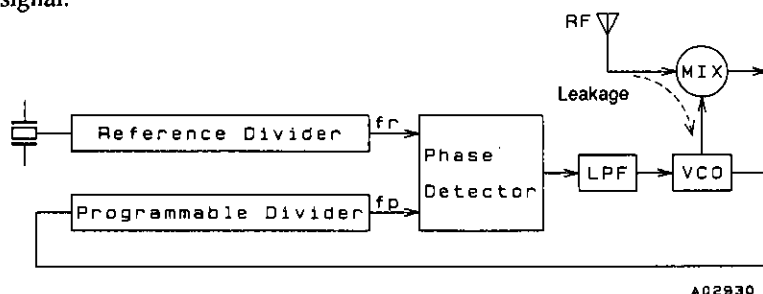 signal.
RF
MIX
Leakage
Reference Divider
fr
Phase
Detector
LPF
VCO
Programmable Divider
fp
A02930